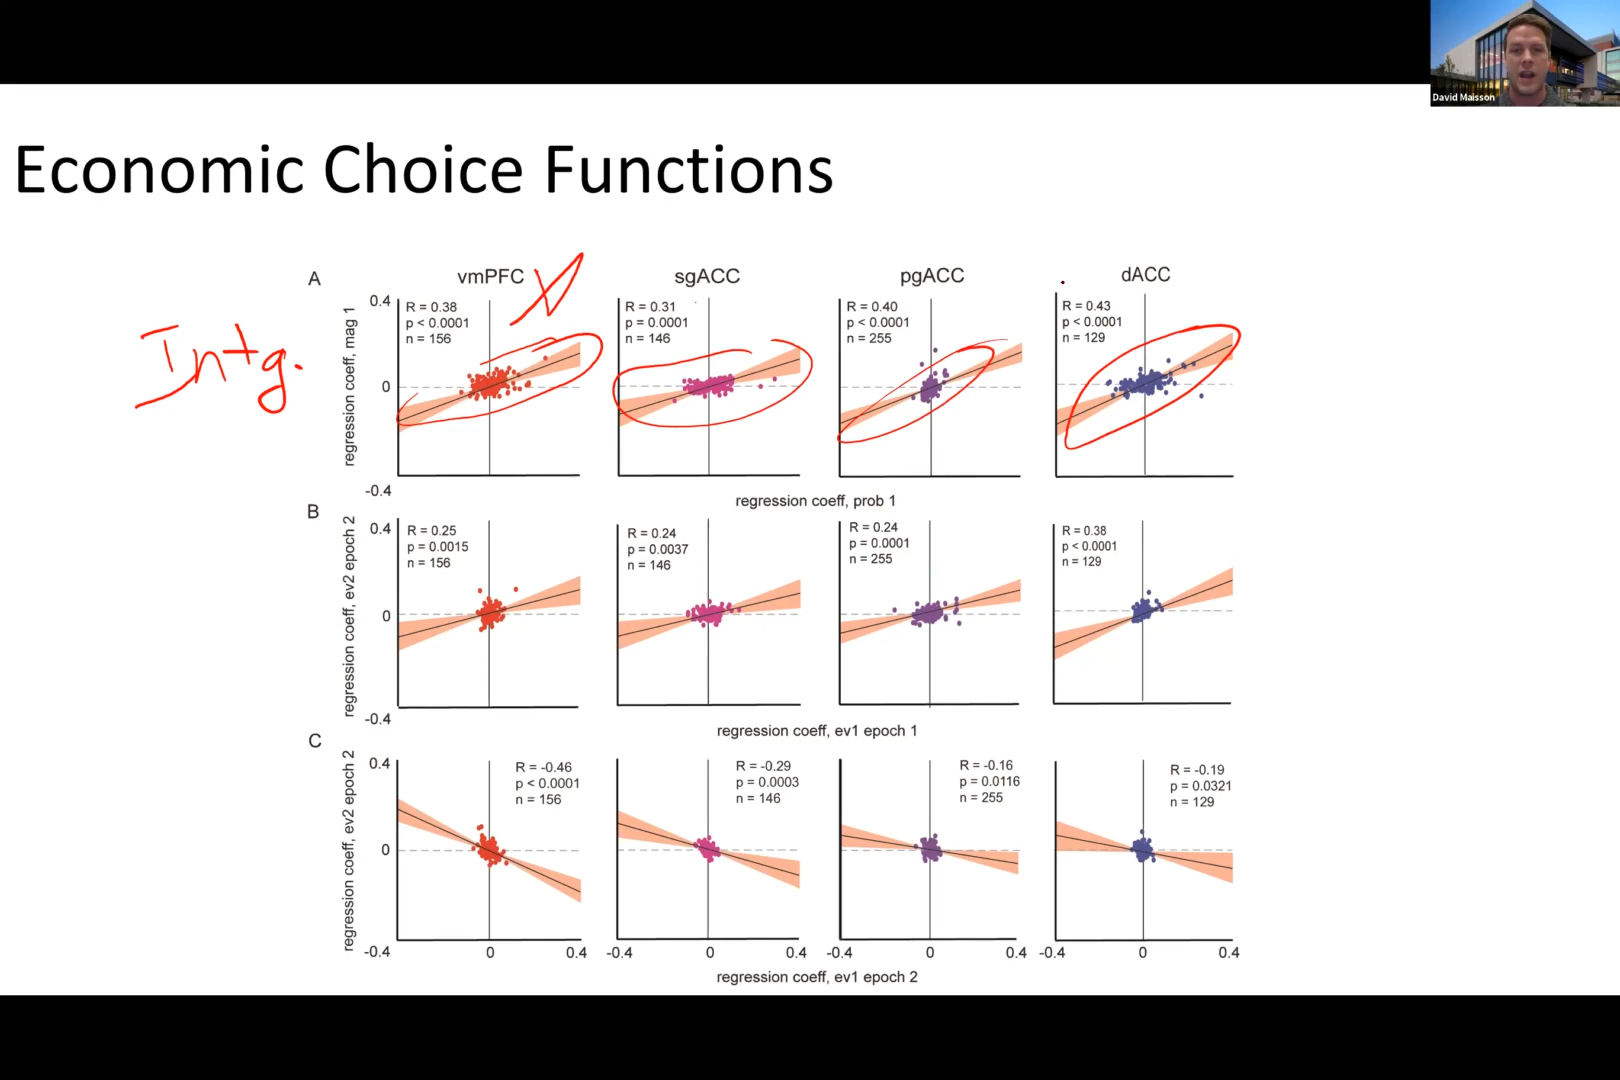 David Maisson
Economic Choice Functions
Intg.
A
vmPFC
sgACC
pgACC
dACC
regression coeff, mag 1
0.4
0
-0.4
R = 0.38
p < 0.0001
n = 156
R = 0.31
p = 0.0001
n = 146
R = 0.40
p < 0.0001
n = 255
R = 0.43
p < 0.0001
n = 129
regression coeff, prob 1
B
regression coeff, ev2 epoch 2
0.4
0
-0.4
R = 0.25
p = 0.0015
n = 156
R = 0.24
p = 0.0037
n = 146
R = 0.24
p = 0.0001
n = 255
R = 0.38
p < 0.0001
n = 129
regression coeff, ev1 epoch 1
C
regression coeff, ev2 epoch 2
0.4
0
-0.4
R = -0.46
p < 0.0001
n = 156
R = -0.29
p = 0.0003
n = 146
R = -0.16
p = 0.0116
n = 255
R = -0.19
p = 0.0321
n = 129
0 0.4
-0.4 0 0.4
-0.4 0 0.4
-0.4 0 0.4
regression coeff, ev1 epoch 2